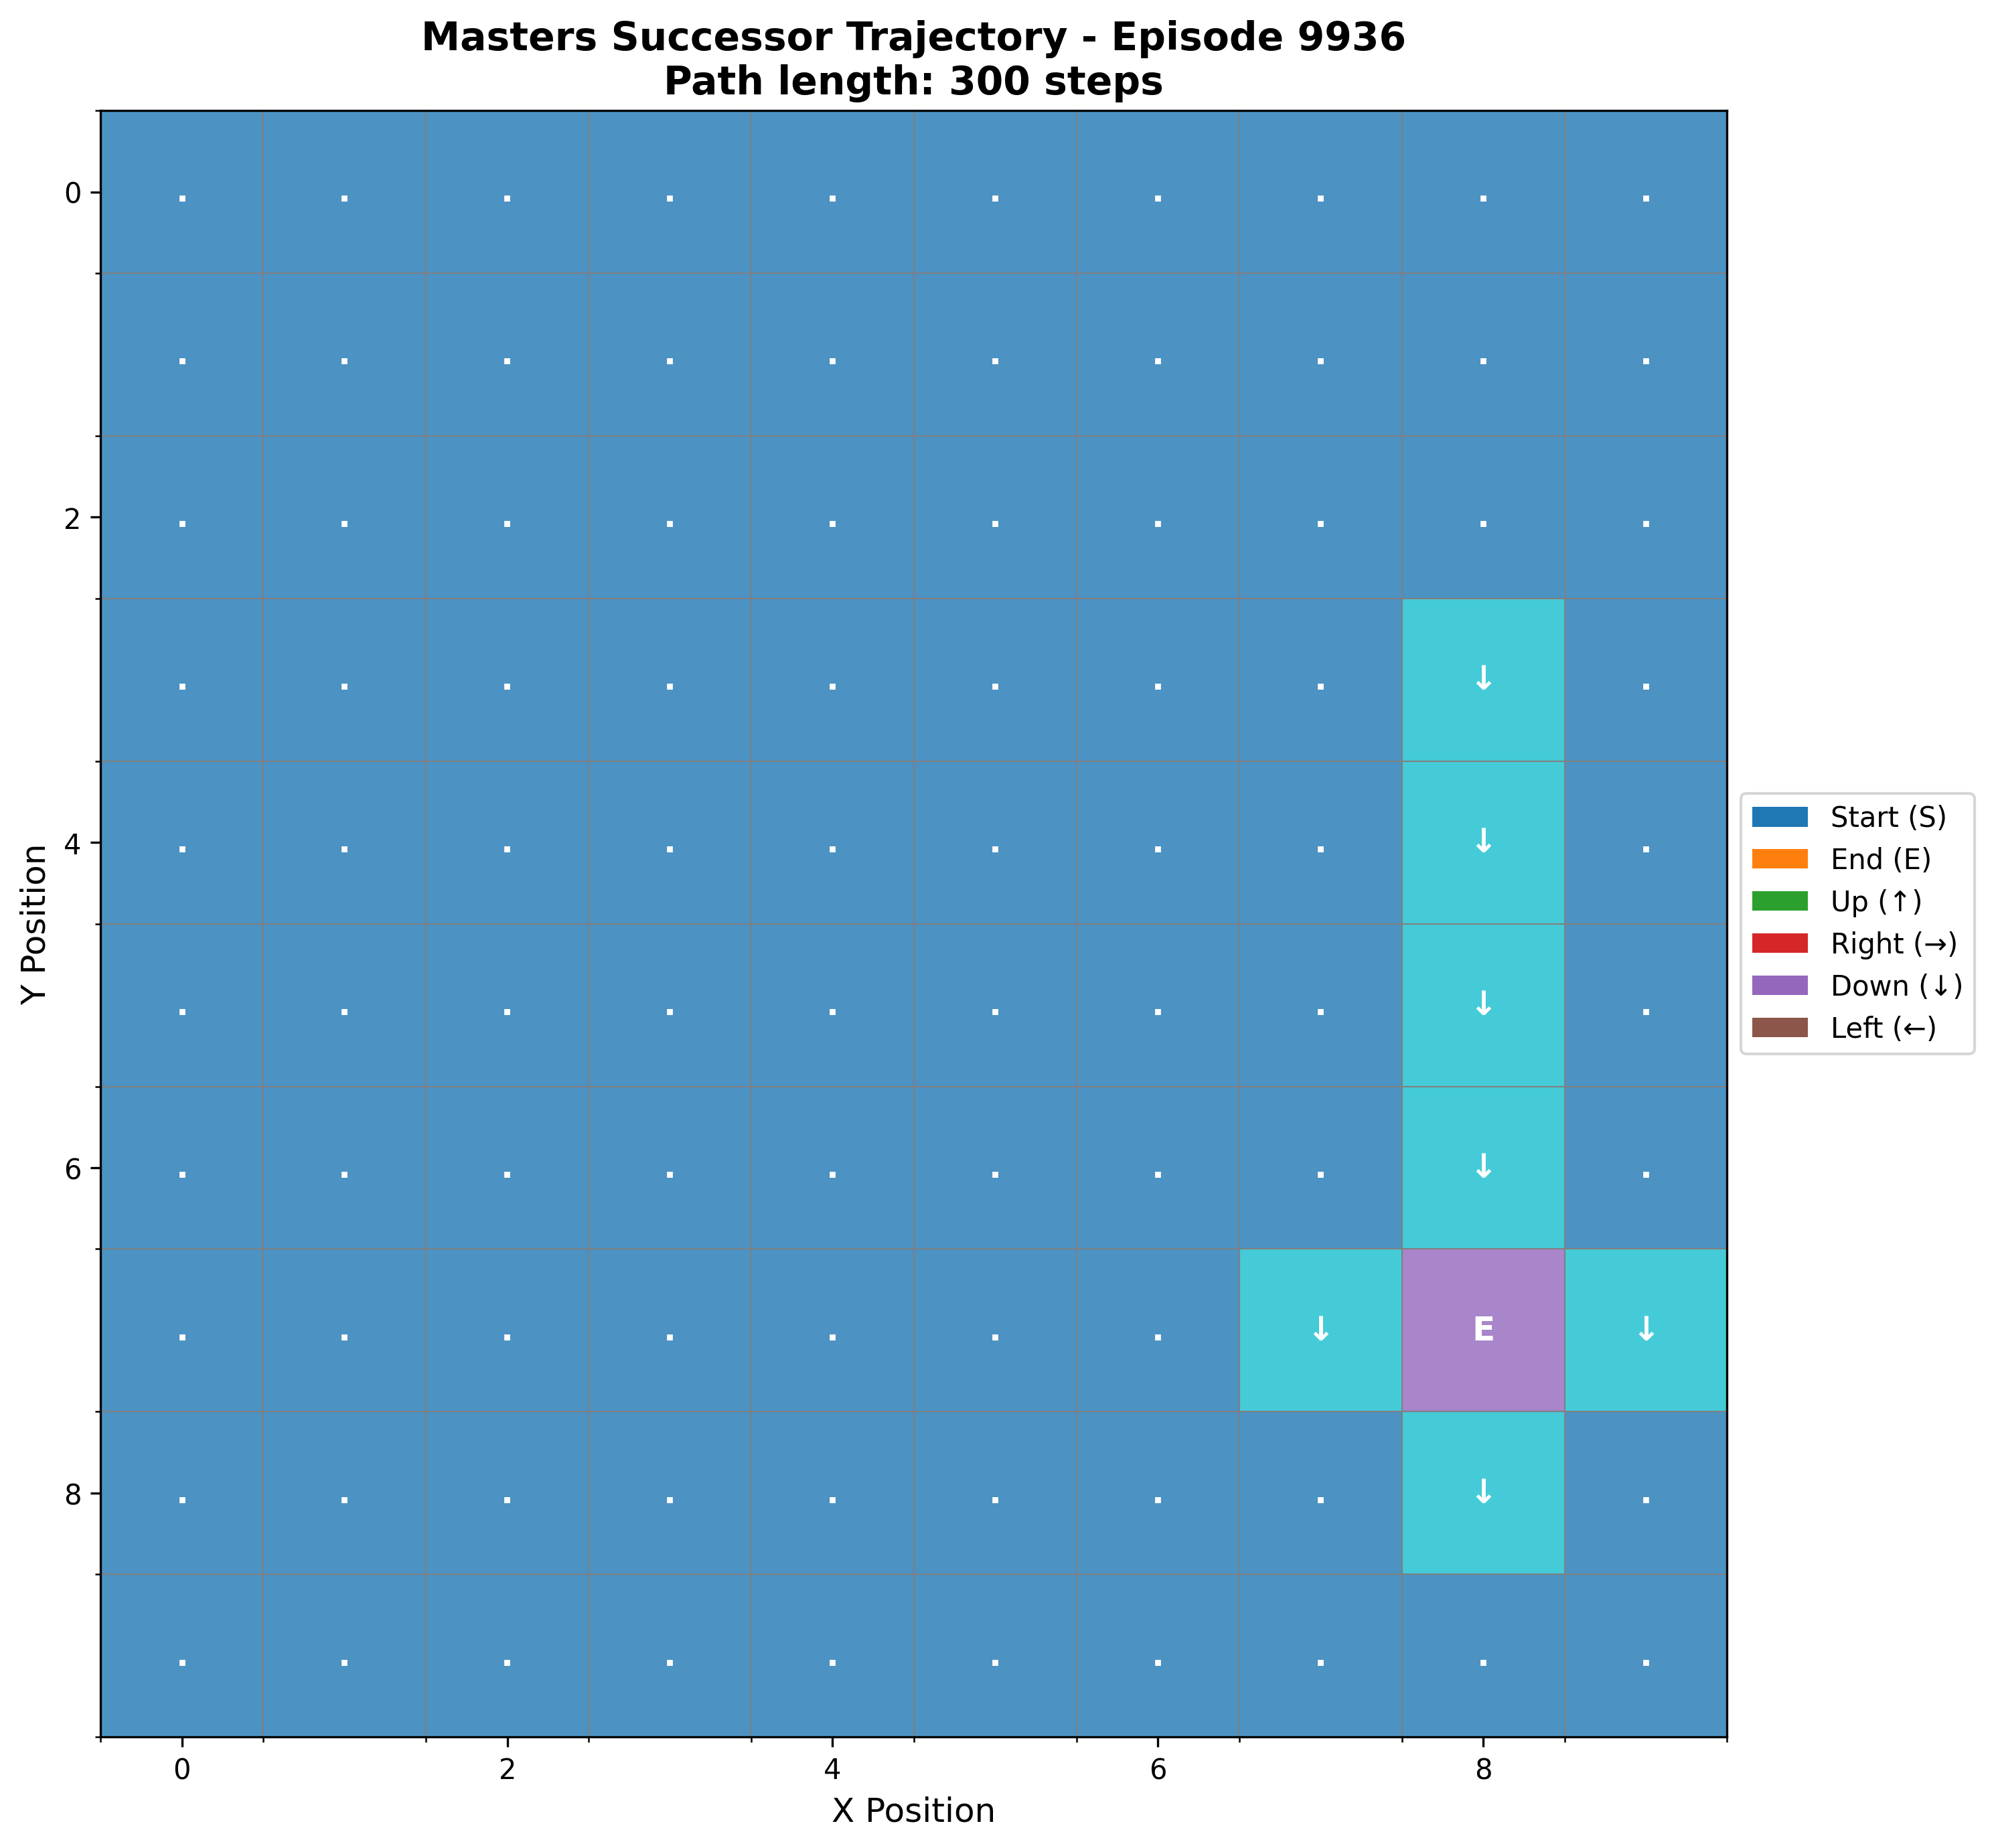 Masters Successor Trajectory - Episode 9936
Path length: 300 steps
0
2
↓
4
↓
↓
6
↓
↓ E ↓
8
↓
0 2 4 6 8
X Position
Y Position
Start (S)
End (E)
Up (↑)
Right (→)
Down (↓)
Left (←)